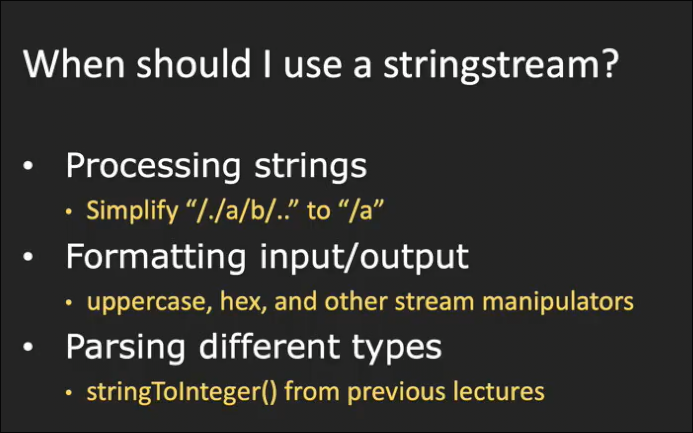 When should I use a stringstream?
• Processing strings
• Simplify “/./a/b/..” to “/a”
• Formatting input/output
• uppercase, hex, and other stream manipulators
• Parsing different types
• stringToInteger() from previous lectures